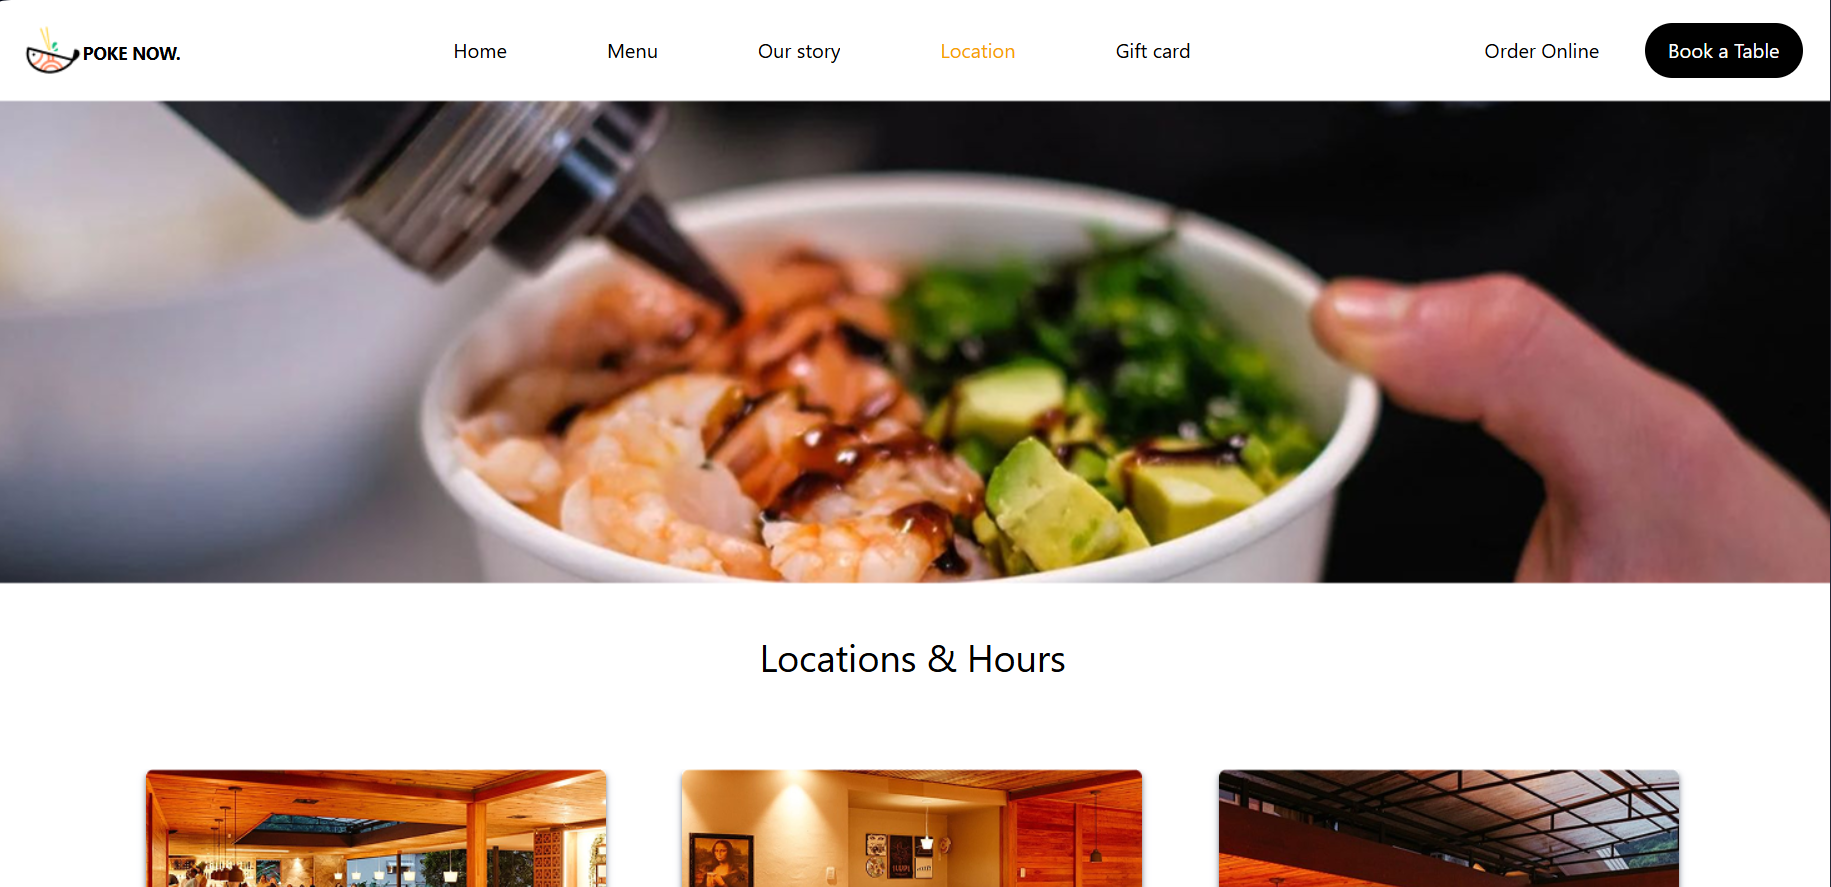 POKE NOW.
Home
Menu
Our story
Location
Gift card
Order Online
Book a Table
Locations & Hours